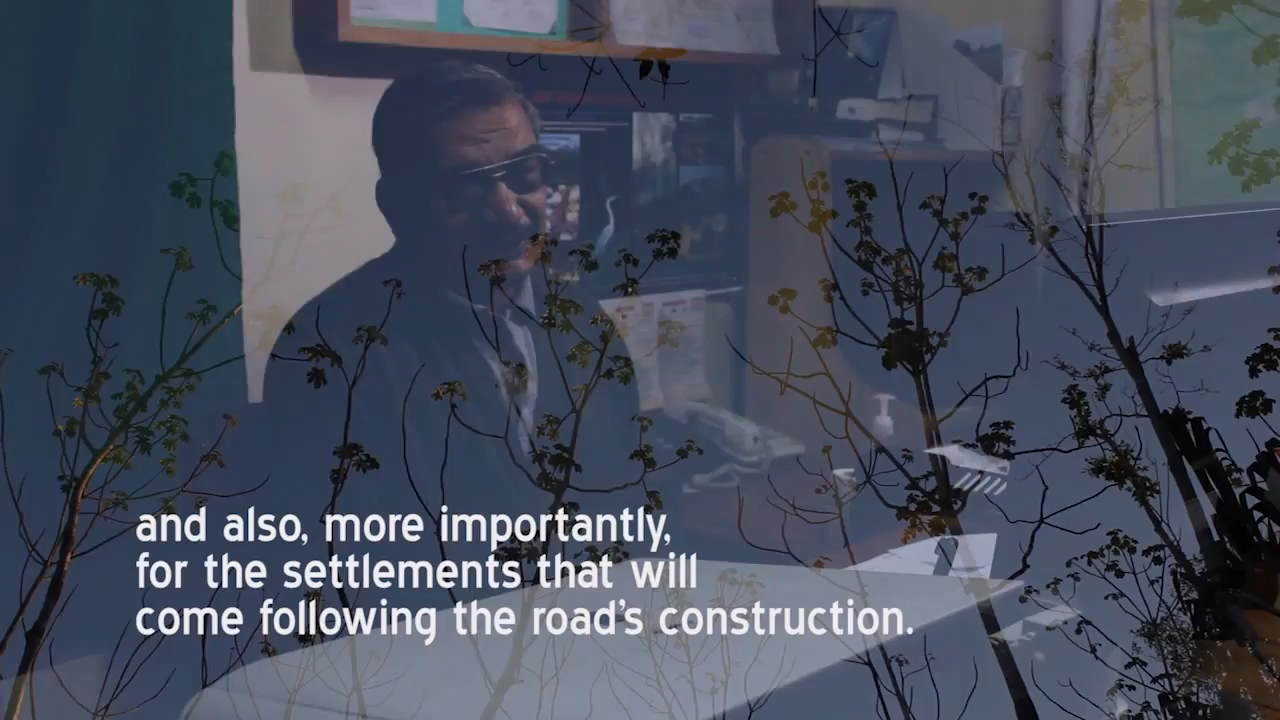 and also, more importantly,
for the settlements that will
come following the road's construction.